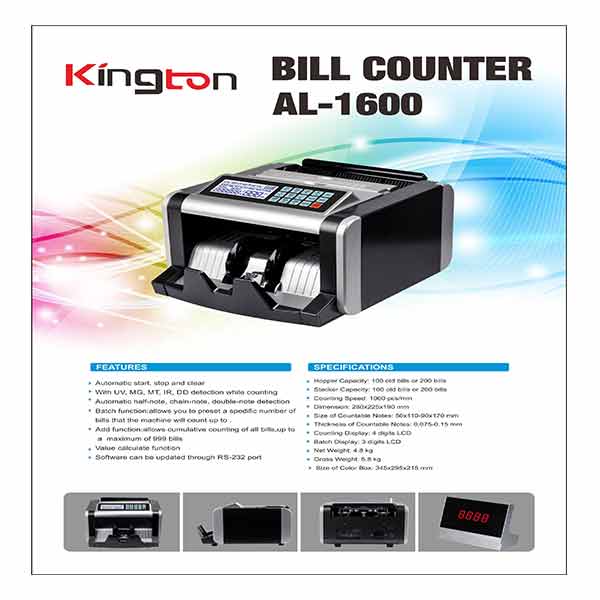 Kington
BILL COUNTER
AL-1600
FEATURES
Automatic start, stop and clear
With UV, MG, MT, IR, DD detection while counting
Automatic half-note, chain-note, double-note detection
Batch function:allows you to preset a specific number of
bills that the machine will count up to .
Add function:allows cumulative counting of all bills,up to
a maximum of 999 bills
Value calculate function
Software can be updated through RS-232 port
SPECIFICATIONS
Hopper Capacity: 100 old bills or 200 bills
Stacker Capacity: 100 old bills or 200 bills
Counting Speed: 1000 pcs/min
Dimension: 280x225x190 mm
Size of Countable Notes: 50x110-90x170 mm
Thickness of Countable Notes: 0.075-0.15 mm
Counting Display: 4 digits LCD
Batch Display: 3 digits LCD
Net Weight: 4.8 kg
Gross Weight: 5.8 kg
Size of Color Box: 345x295x215 mm
8888